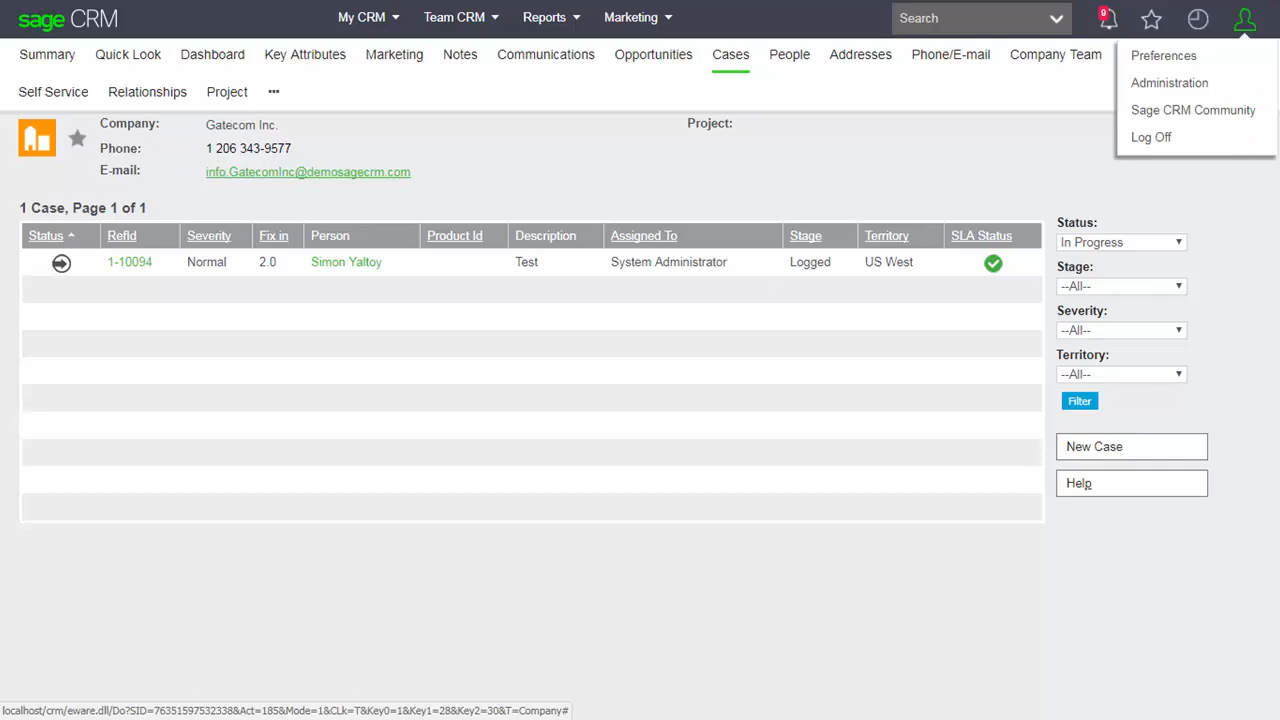 sage CRM My CRM Team CRM Reports Marketing Search 9
Summary Quick Look Dashboard Key Attributes Marketing Notes Communications Opportunities Cases People Addresses Phone/E-mail Company Team
Self Service Relationships Project •••
Preferences
Administration
Sage CRM Community
Log Off
Company: Gatecom Inc. Project:
Phone: 1 206 343-9577
E-mail: info.GatecomInc@demosagecrm.com
1 Case, Page 1 of 1
Status RefId Severity Fix in Person Product Id Description Assigned To Stage Territory SLA Status
1-10094 Normal 2.0 Simon Yaltoy Test System Administrator Logged US West
Status:
In Progress
Stage:
--All--
Severity:
--All--
Territory:
--All--
Filter
New Case
Help
localhost/crm/eware.dll/Do?SID=76351597532338&Act=185&Mode=1&CLk=T&Key0=1&Key1=28&Key2=30&T=Company#